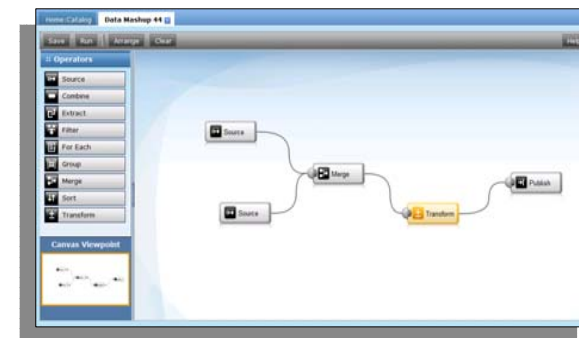 Home:Catalog Data Mashup 44
Save Run Arrange Clear
Operators
Source
Combine
Extract
Filter
For Each
Group
Merge
Sort
Transform
Canvas Viewpoint
Source
Merge
Source
Transform
Publish